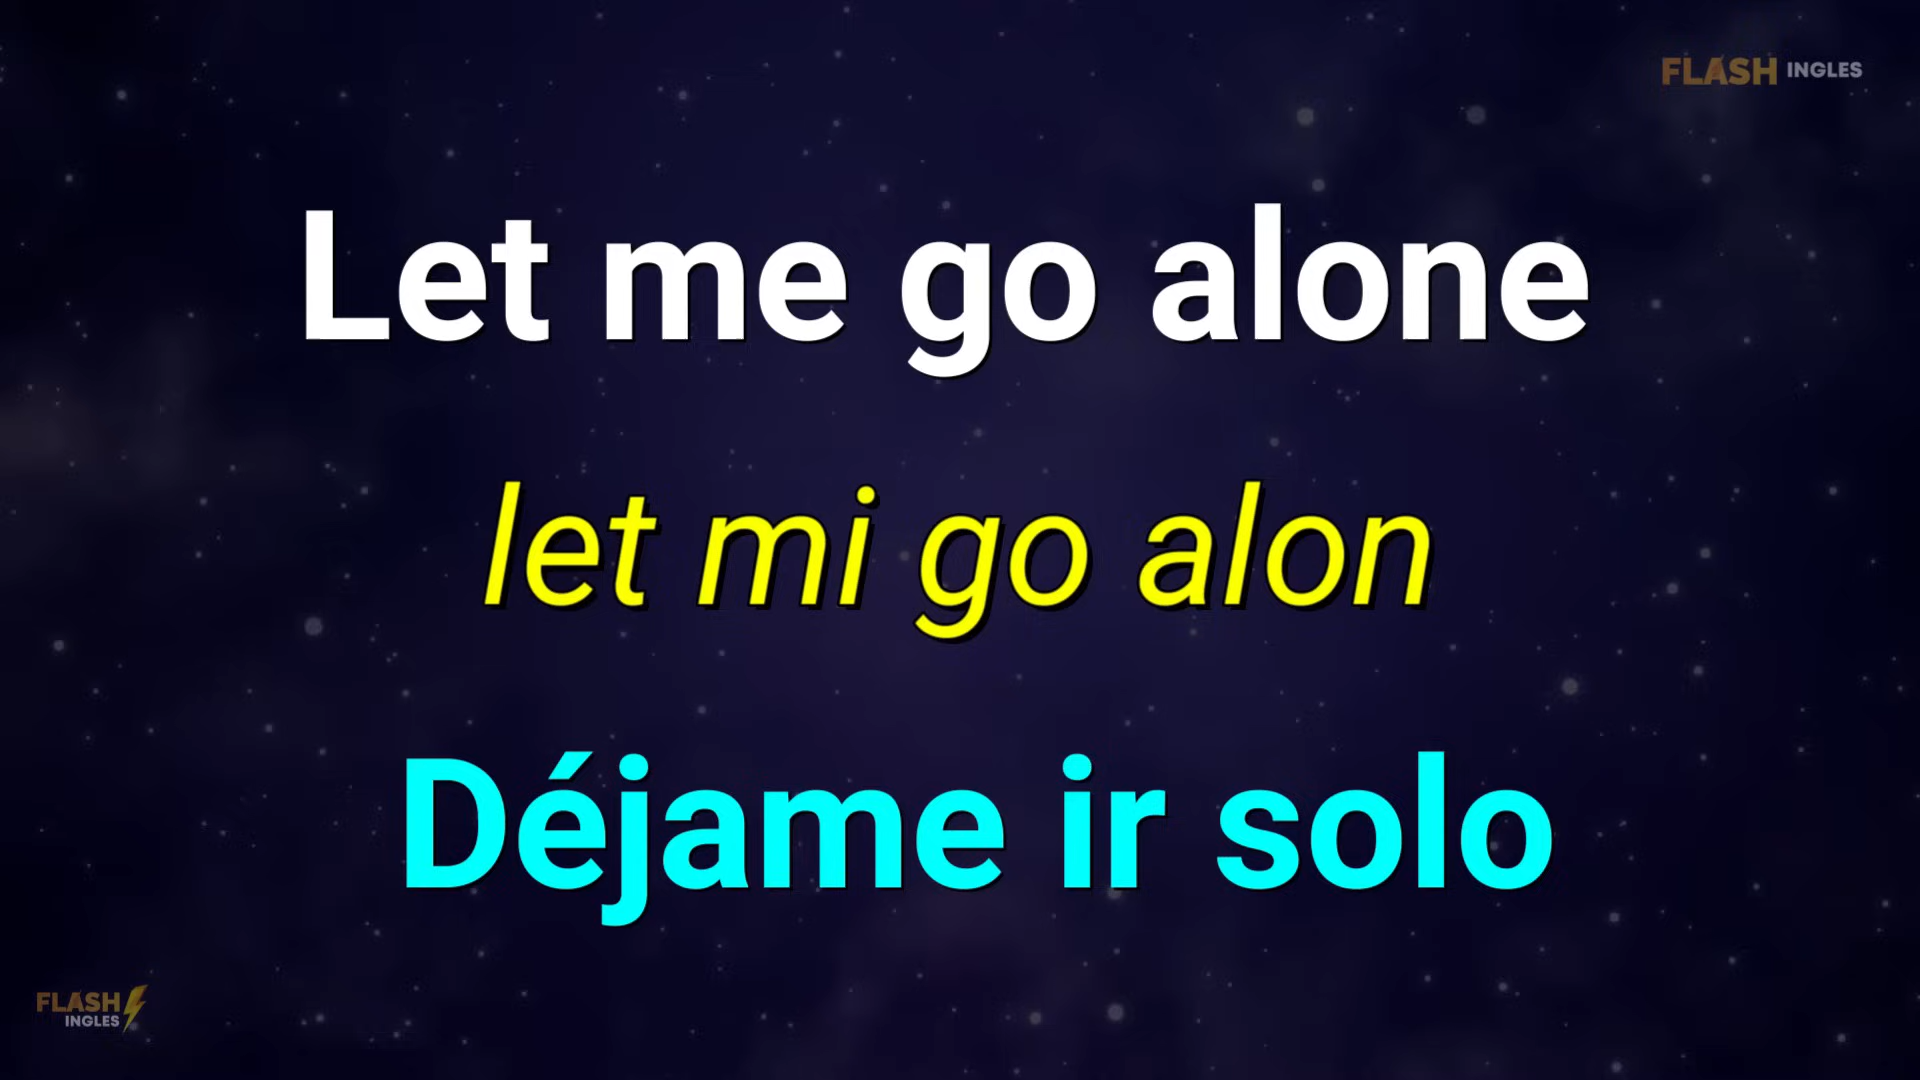 FLASH INGLES
Let me go alone
let mi go alon
Déjame ir solo
FLASH
INGLES